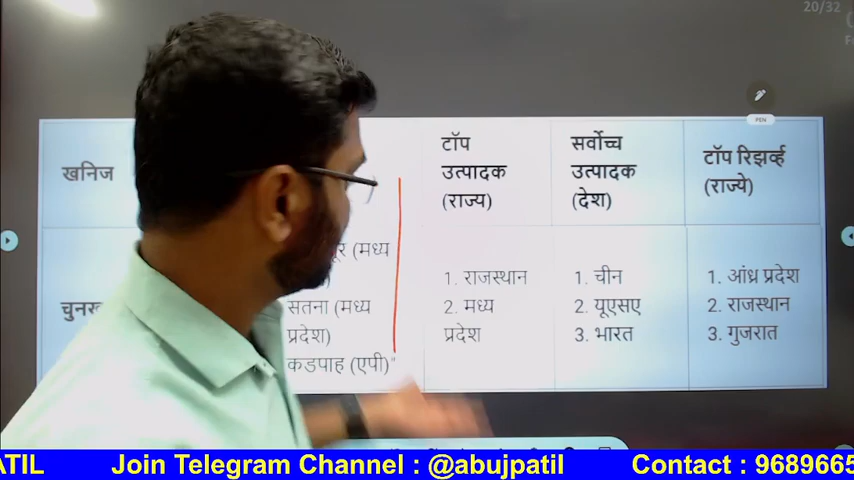 20/32
PEN
खनिज
टॉप
उत्पादक
(राज्य)
सर्वोच्च
उत्पादक
(देश)
टॉप रिझर्व्ह
(राज्ये)
(मध्य
सतना (मध्य
प्रदेश)
कडपाह (एपी)
1. राजस्थान
2. मध्य
प्रदेश
1. चीन
2. यूएसए
3. भारत
1. आंध्र प्रदेश
2. राजस्थान
3. गुजरात
ATIL Join Telegram Channel : @abujpatil Contact : 9689665